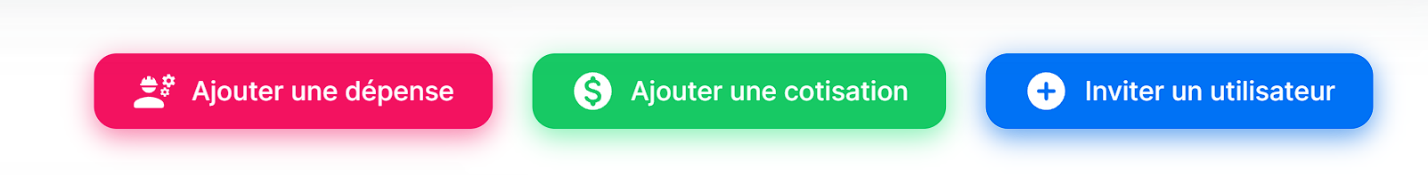 Ajouter une dépense
Ajouter une cotisation
Inviter un utilisateur